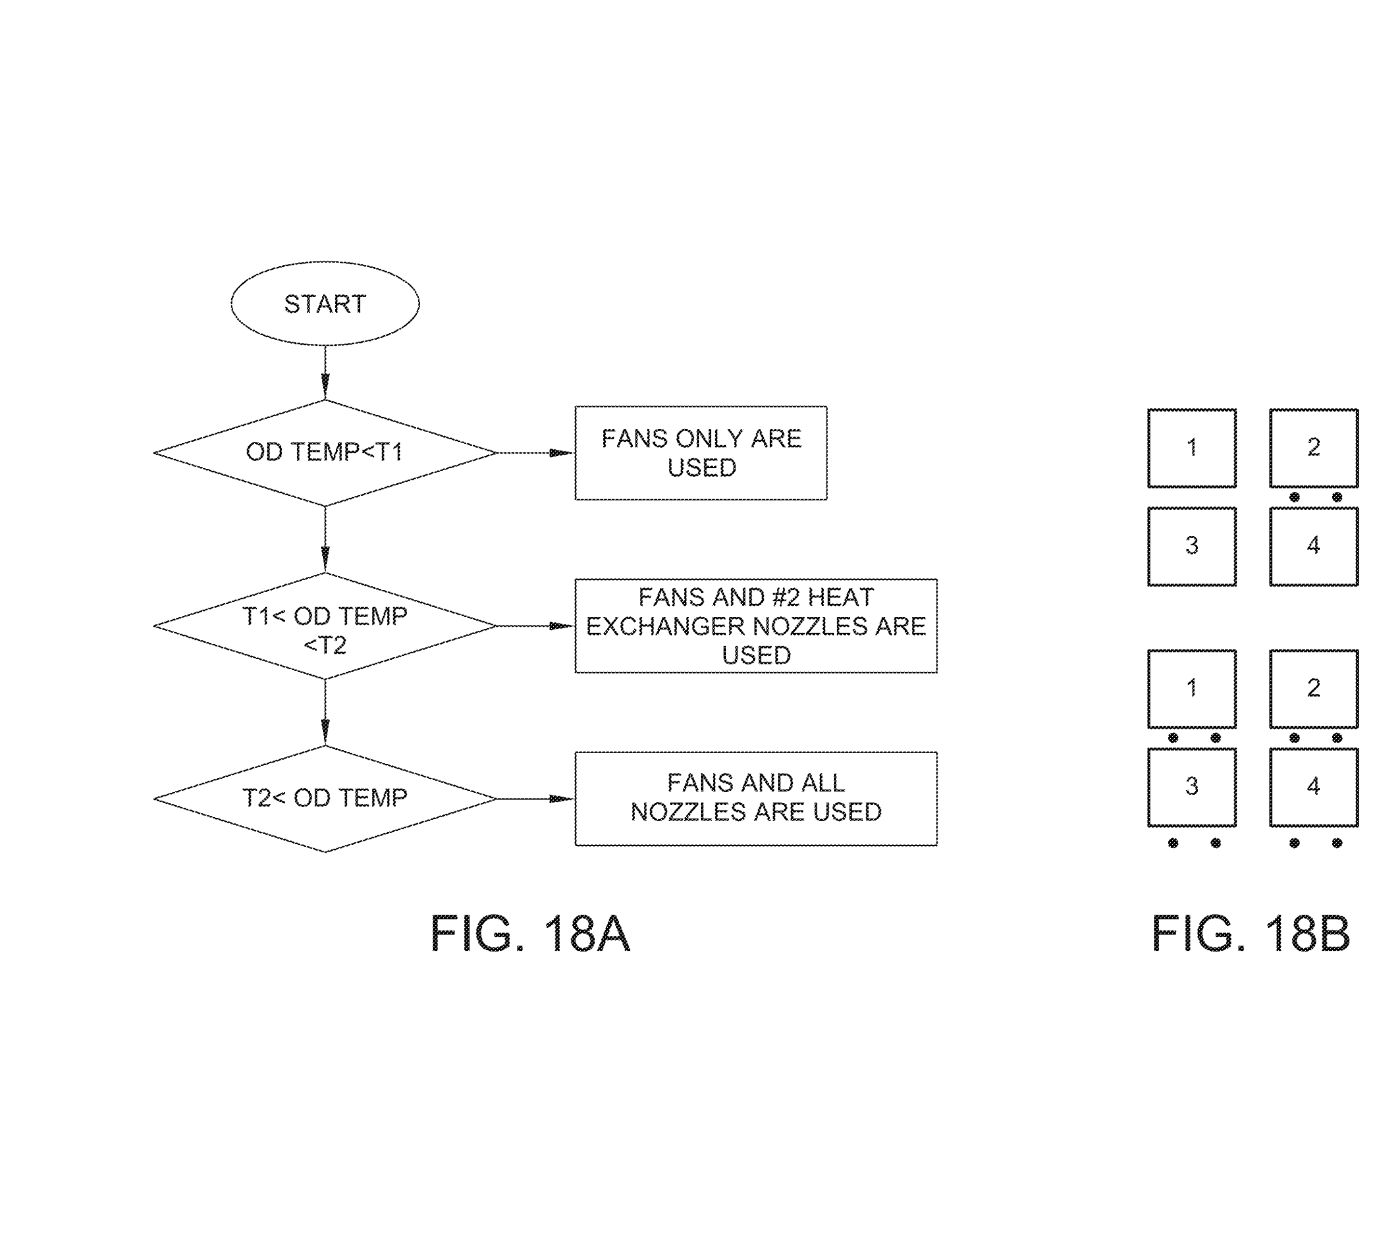 START
OD TEMP<T1
FANS ONLY ARE
USED
T1< OD TEMP
<T2
FANS AND #2 HEAT
EXCHANGER NOZZLES ARE
USED
T2< OD TEMP
FANS AND ALL
NOZZLES ARE USED
FIG. 18A
1 2
3 4
1 2
3 4
FIG. 18B